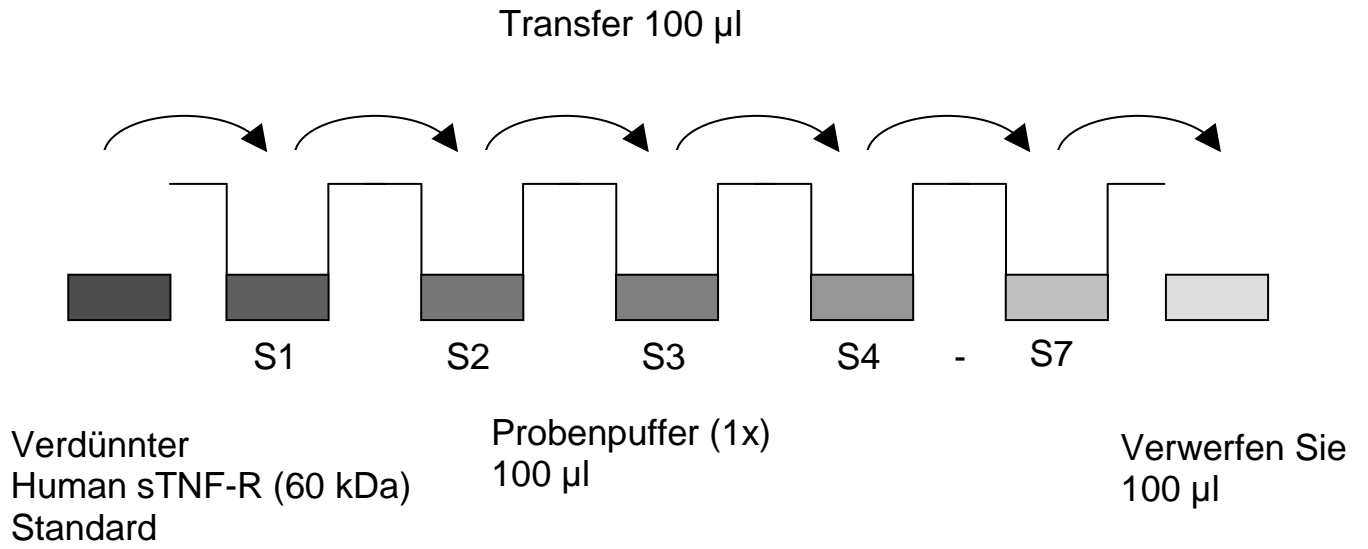 Transfer 100 µl
S1 S2 S3 S4 - S7
Verdünnter
Human sTNF-R (60 kDa)
Standard
Probenpuffer (1x)
100 µl
Verwerfen Sie
100 µl